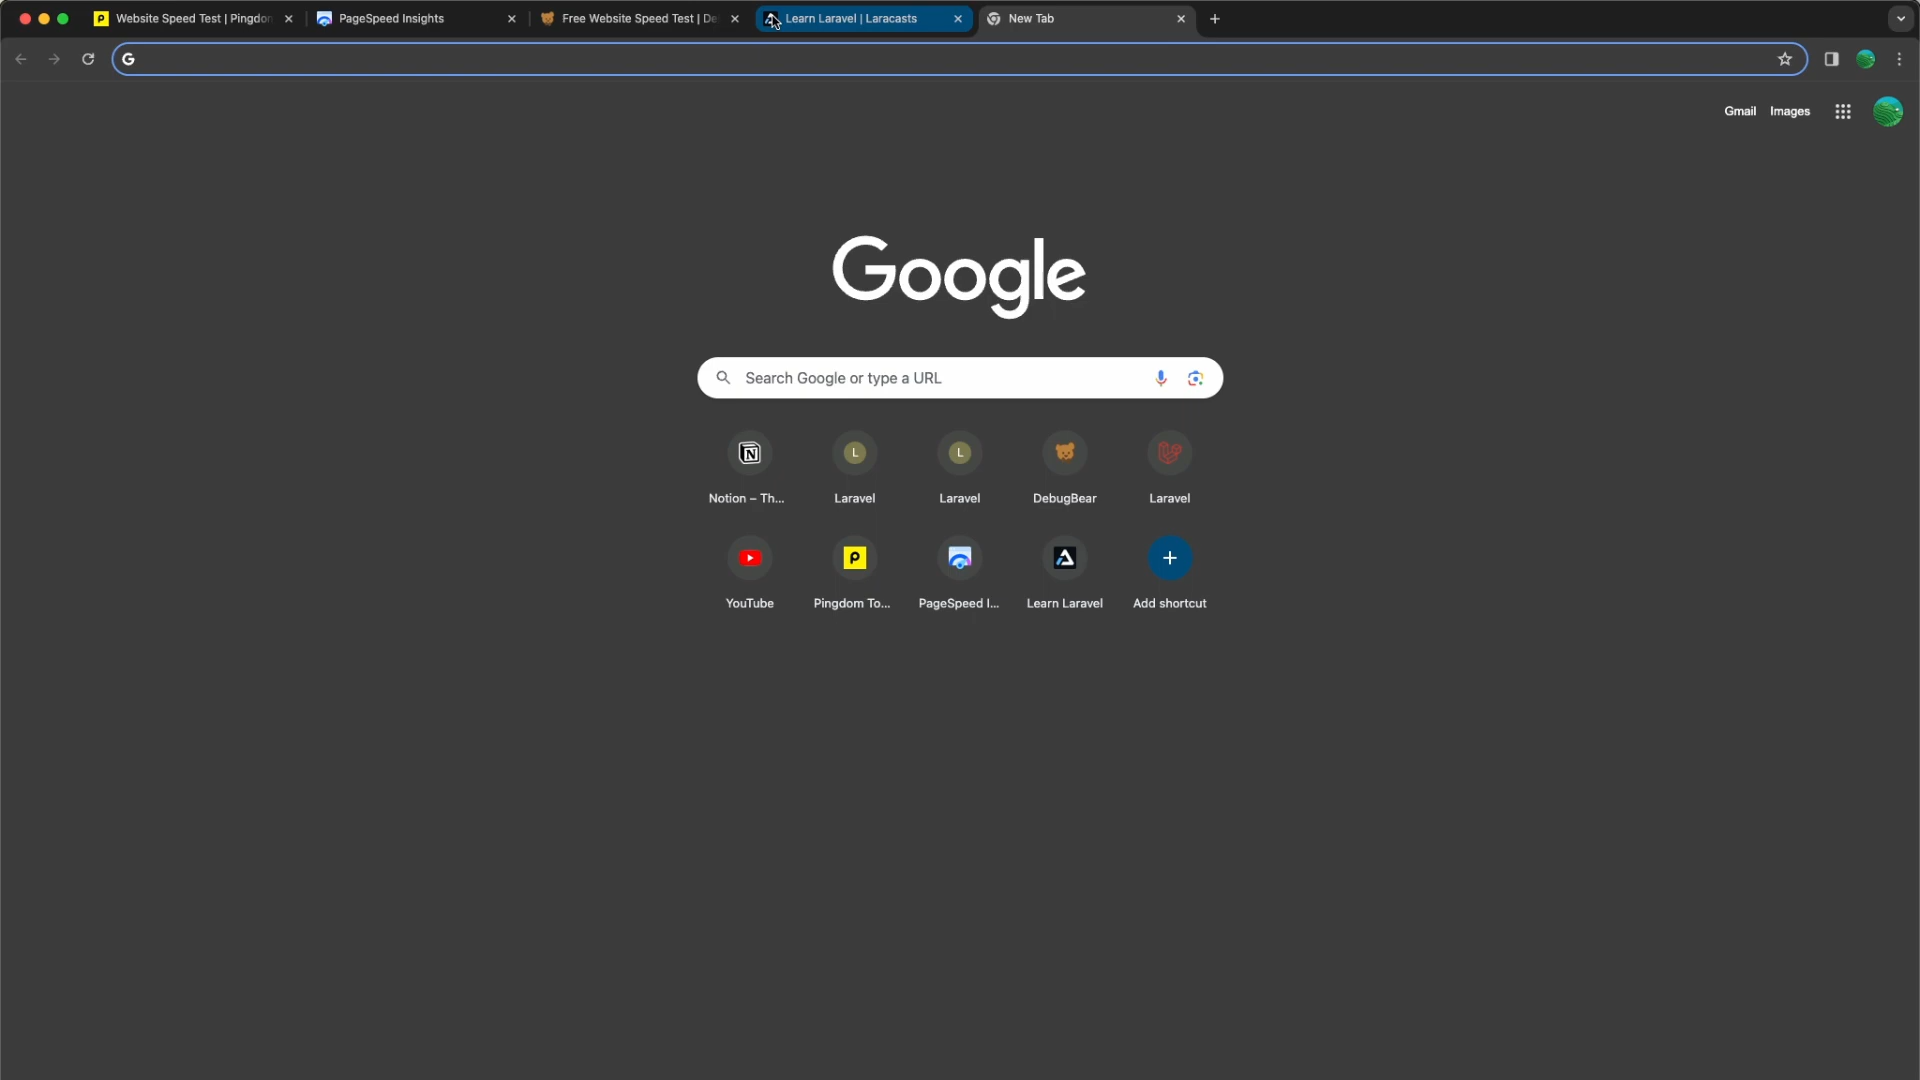 Website Speed Test | Pingdon
PageSpeed Insights
Free Website Speed Test | De
Learn Laravel | Laracasts
New Tab
G
Gmail Images
Google
Search Google or type a URL
N L L
Notion – Th... Laravel Laravel DebugBear Laravel
P
YouTube Pingdom To... PageSpeed I... Learn Laravel Add shortcut